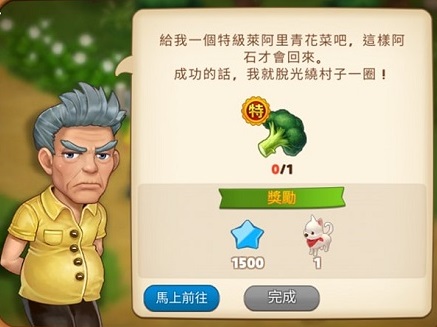 給我一個特級萊阿里青花菜吧，這樣阿
石才會回來。
成功的話，我就脫光繞村子一圈！
特
0/1
獎勵
1500
1
馬上前往
完成